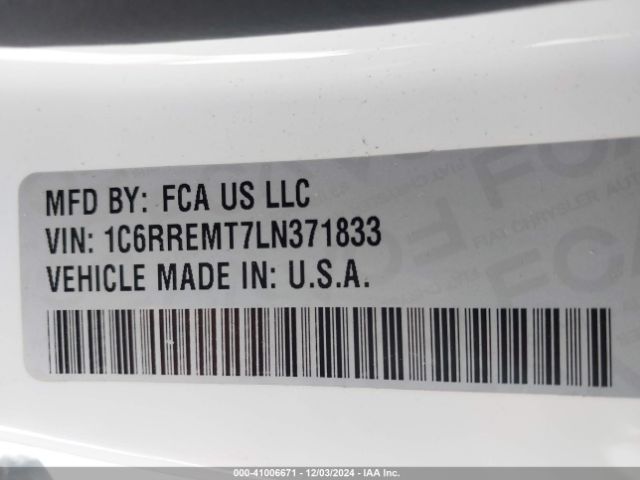 MFD BY: FCA US LLC
VIN: 1C6RREMT7LN371833
VEHICLE MADE IN: U.S.A.
000-41006671 - 12/03/2024 - IAA Inc.